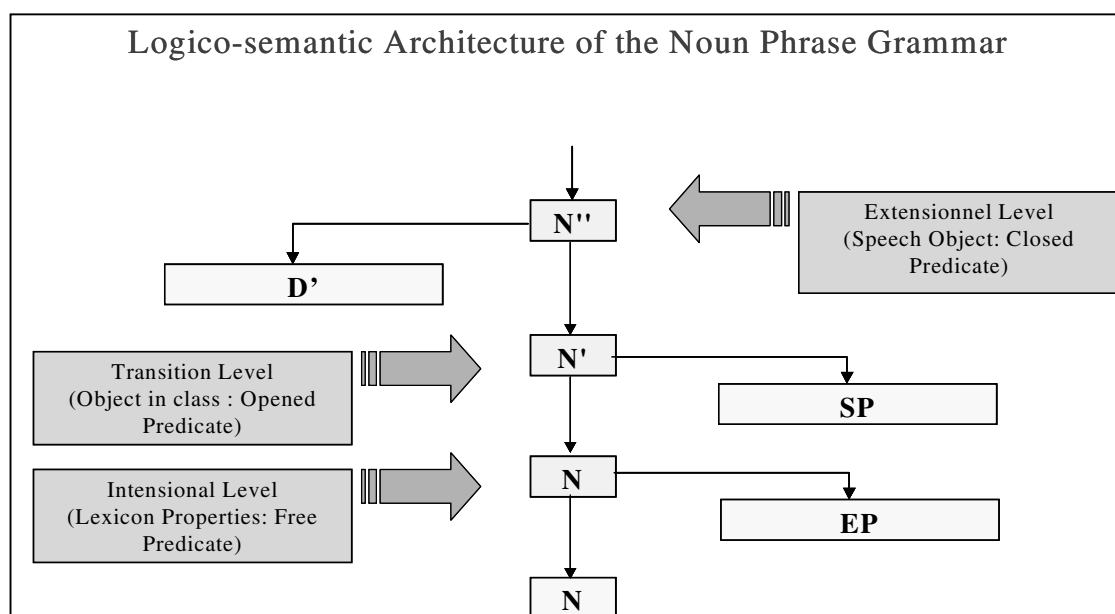 Logico-semantic Architecture of the Noun Phrase Grammar
N''
Extensionnel Level
(Speech Object: Closed
Predicate)
D’
N'
Transition Level
(Object in class : Opened
Predicate)
SP
N
Intensional Level
(Lexicon Properties: Free
Predicate)
EP
N